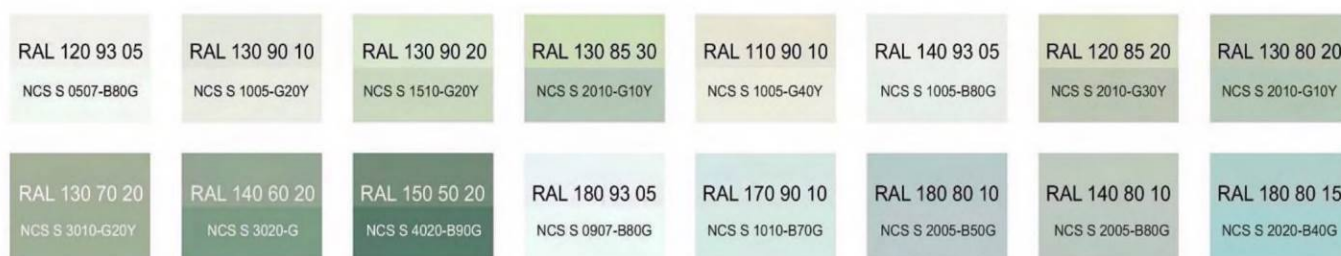 RAL 120 93 05
NCS S 0507-B80G
RAL 130 90 10
NCS S 1005-G20Y
RAL 130 90 20
NCS S 1510-G20Y
RAL 130 85 30
NCS S 2010-G10Y
RAL 110 90 10
NCS S 1005-G40Y
RAL 140 93 05
NCS S 1005-B80G
RAL 120 85 20
NCS S 2010-G30Y
RAL 130 80 20
NCS S 2010-G10Y
RAL 130 70 20
NCS S 3010-G20Y
RAL 140 60 20
NCS S 3020-G
RAL 150 50 20
NCS S 4020-B90G
RAL 180 93 05
NCS S 0907-B80G
RAL 170 90 10
NCS S 1010-B70G
RAL 180 80 10
NCS S 2005-B50G
RAL 140 80 10
NCS S 2005-B80G
RAL 180 80 15
NCS S 2020-B40G